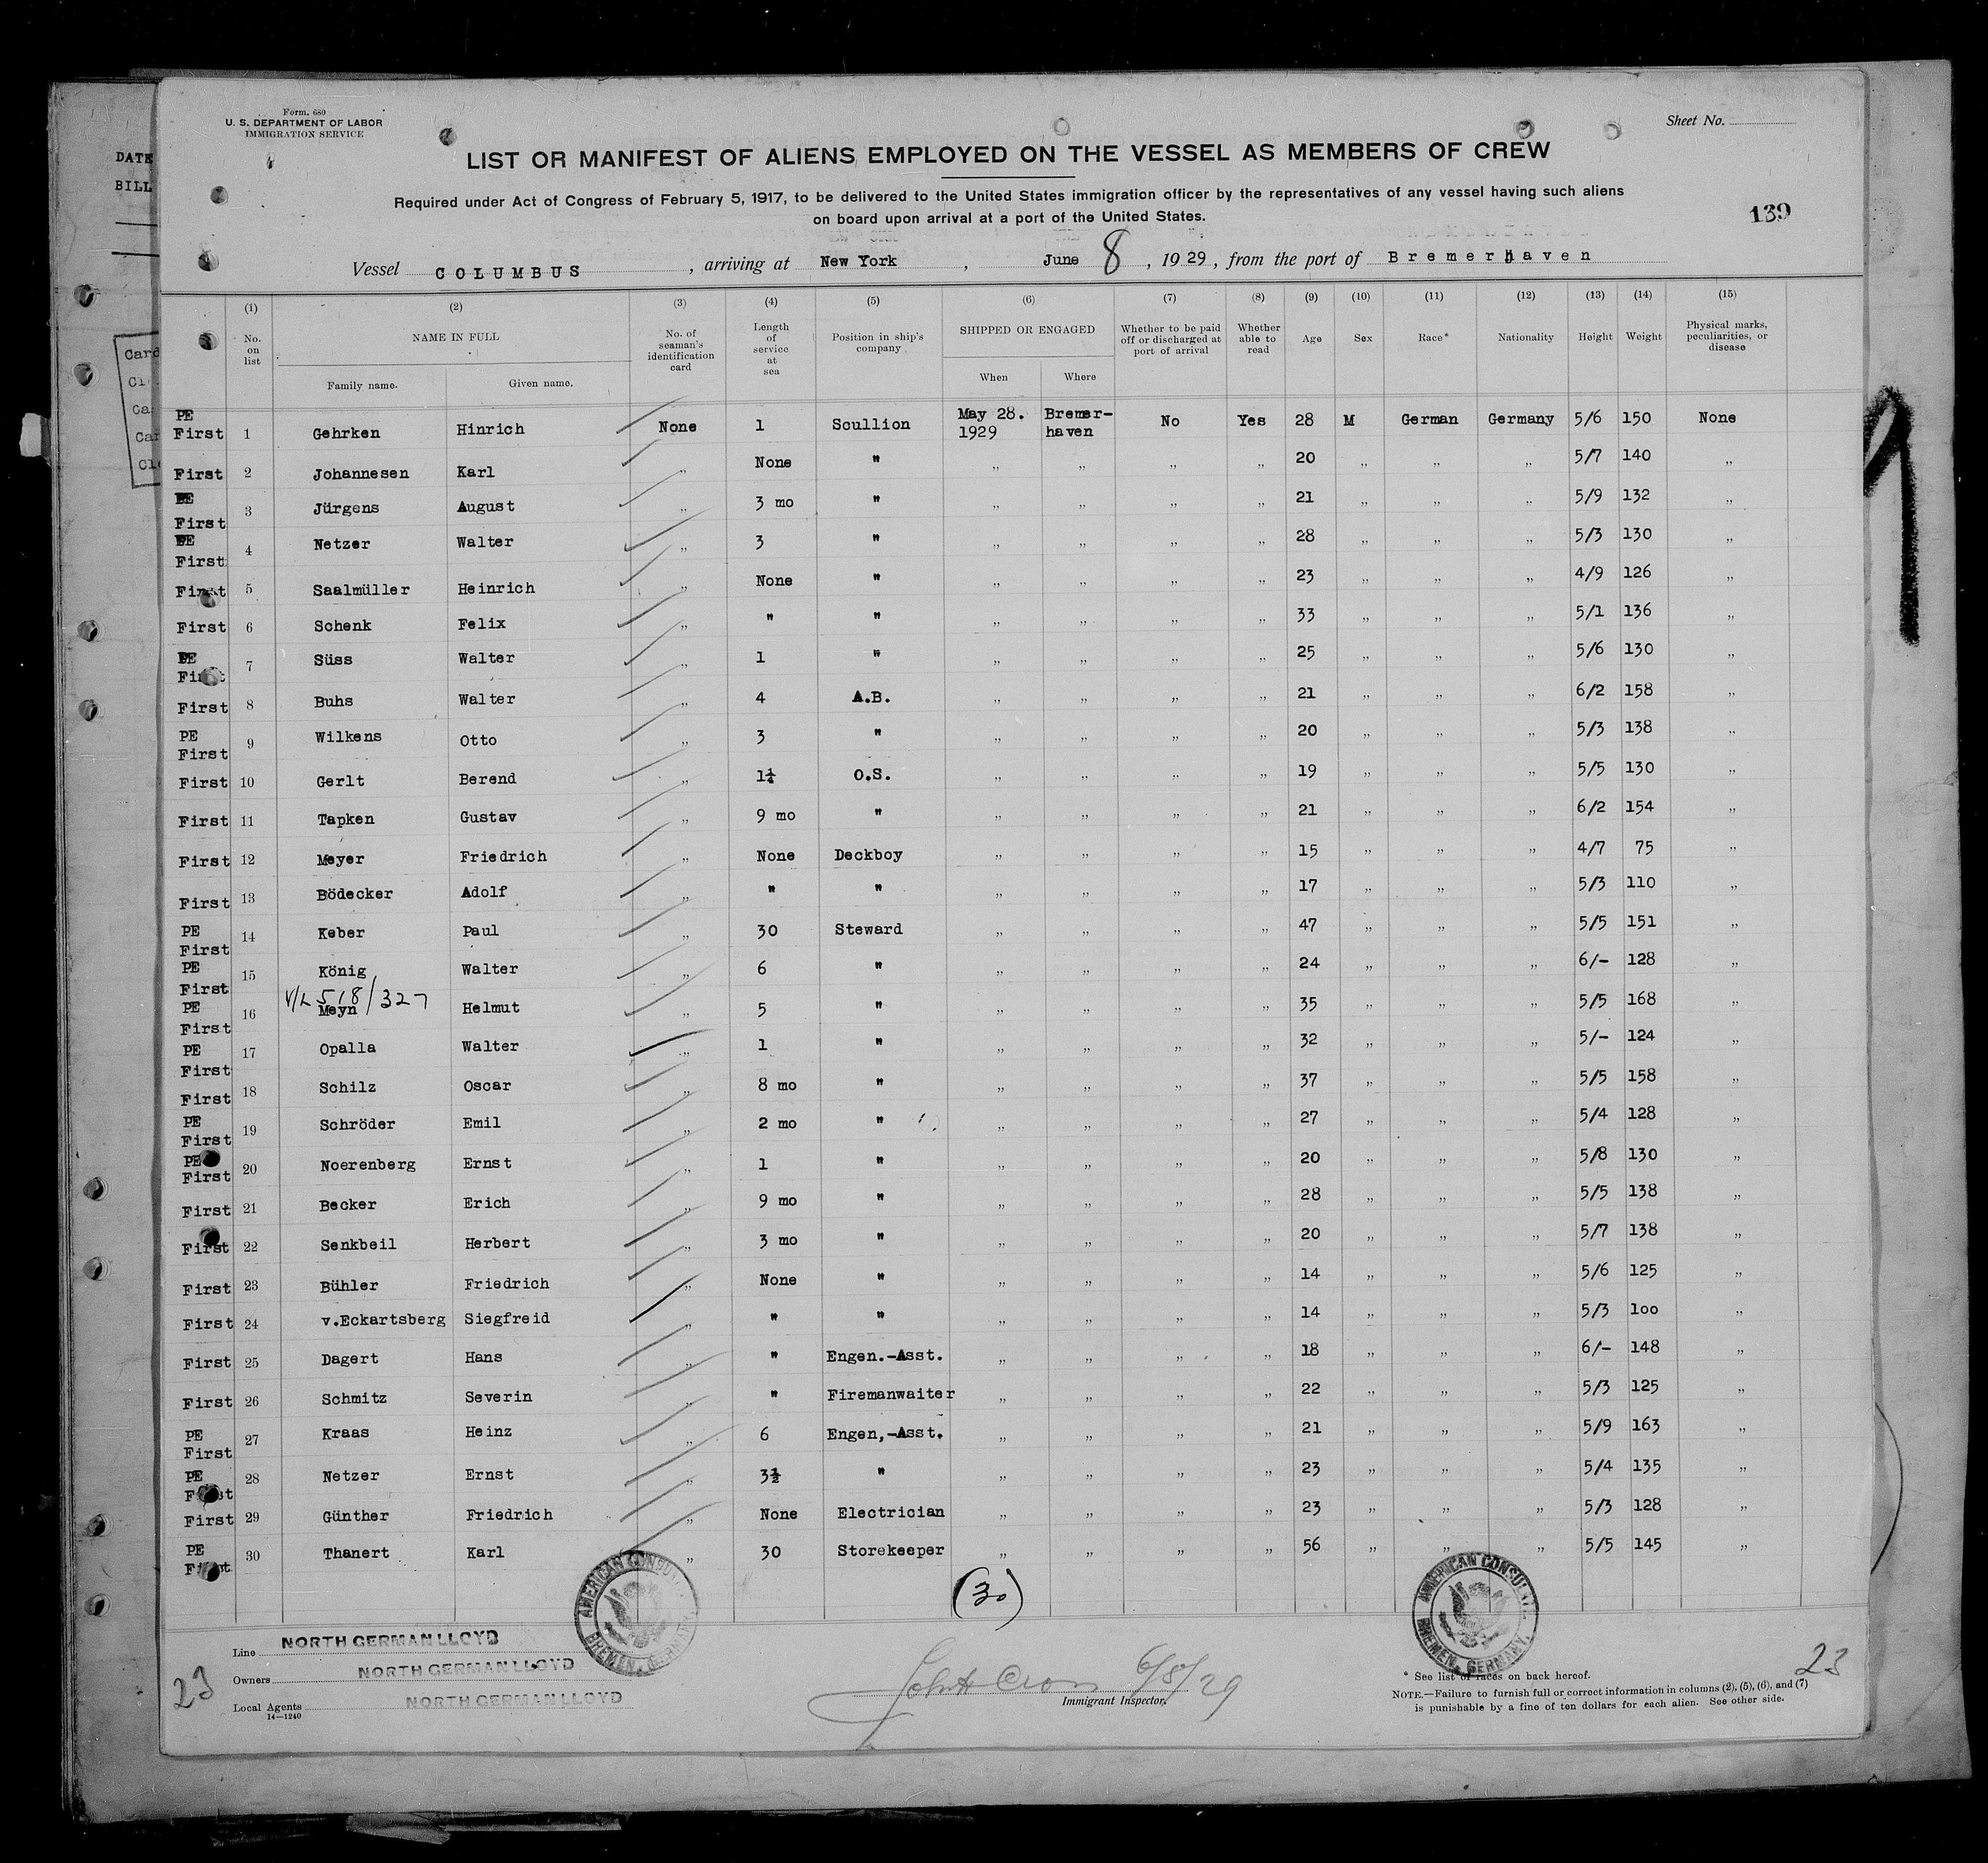 Form. 680
U. S. DEPARTMENT OF LABOR
IMMIGRATION SERVICE
Sheet No.
DATE
BILL
LIST OR MANIFEST OF ALIENS EMPLOYED ON THE VESSEL AS MEMBERS OF CREW
Required under Act of Congress of February 5, 1917, to be delivered to the United States immigration officer by the representatives of any vessel having such aliens
on board upon arrival at a port of the United States.
139
Vessel COLUMBUS , arriving at New York , June 8 , 1929 , from the port of Bremerhaven
(1) (2) (3) (4) (5) (6) (7) (8) (9) (10) (11) (12) (13) (14) (15)
No. on list NAME IN FULL Family name. Given name. No. of seaman's identification card Length of service at sea Position in ship's company SHIPPED OR ENGAGED When Where Whether to be paid off or discharged at port of arrival Whether able to read Age Sex Race* Nationality Height Weight Physical marks, peculiarities, or disease
PE First 1 Gehrken Hinrich None 1 Scullion May 28. 1929 Bremer-haven No Yes 28 M German Germany 5/6 150 None
First 2 Johannesen Karl " None " " " " " 20 " " " 5/7 140 "
PE First 3 Jürgens August " 3 mo " " " " " 21 " " " 5/9 132 "
PE First 4 Netzer Walter " 3 " " " " " 28 " " " 5/3 130 "
First 5 Saalmüller Heinrich " None " " " " " 23 " " " 4/9 126 "
First 6 Schenk Felix " " " " " " " 33 " " " 5/1 136 "
PE First 7 Süss Walter " 1 " " " " " 25 " " " 5/6 130 "
First 8 Buhs Walter " 4 A.B. " " " " 21 " " " 6/2 158 "
PE First 9 Wilkens Otto " 3 " " " " " 20 " " " 5/3 138 "
First 10 Gerlt Berend " 1¼ O.S. " " " " 19 " " " 5/5 130 "
First 11 Tapken Gustav " 9 mo " " " " " 21 " " " 6/2 154 "
First 12 Meyer Friedrich " None Deckboy " " " " 15 " " " 4/7 75 "
First 13 Bödecker Adolf " " " " " " " 17 " " " 5/3 110 "
PE First 14 Keber Paul " 30 Steward " " " " 47 " " " 5/5 151 "
PE First 15 König Walter " 6 " " " " " 24 " " " 6/- 128 "
V/L 518/327
PE First 16 Meyn Helmut " 5 " " " " " 35 " " " 5/5 168 "
PE First 17 Opalla Walter " 1 " " " " " 32 " " " 5/- 124 "
First 18 Schilz Oscar " 8 mo " " " " " 37 " " " 5/5 158 "
PE First 19 Schröder Emil " 2 mo " " " " " 27 " " " 5/4 128 "
PE First 20 Noerenberg Ernst " 1 " " " " " 20 " " " 5/8 130 "
First 21 Becker Erich " 9 mo " " " " " 28 " " " 5/5 138 "
First 22 Senkbeil Herbert " 3 mo " " " " " 20 " " " 5/7 138 "
First 23 Bühler Friedrich " None " " " " " 14 " " " 5/6 125 "
First 24 v.Eckartsberg Siegfreid " " " " " " " 14 " " " 5/3 100 "
First 25 Dagert Hans " " Engen.-Asst. " " " " 18 " " " 6/- 148 "
First 26 Schmitz Severin " " Firemanwaiter " " " " 22 " " " 5/3 125 "
PE First 27 Kraas Heinz " 6 Engen,-Asst. " " " " 21 " " " 5/9 163 "
PE First 28 Netzer Ernst " 3½ " " " " " 23 " " " 5/4 135 "
First 29 Günther Friedrich " None Electrician " " " " 23 " " " 5/3 128 "
PE First 30 Thanert Karl " 30 Storekeeper " " " " 56 " " " 5/5 145 "
(30)
AMERICAN CONSULATE BREMEN, GERMANY.
AMERICAN CONSULATE BREMEN, GERMANY.
Line NORTH GERMAN LLOYD
Owners NORTH GERMAN LLOYD
Local Agents NORTH GERMAN LLOYD
14—1240
23
6/8/29
Immigrant Inspector.
* See list of races on back hereof.
23
NOTE.—Failure to furnish full or correct information in columns (2), (5), (6), and (7)
is punishable by a fine of ten dollars for each alien. See other side.